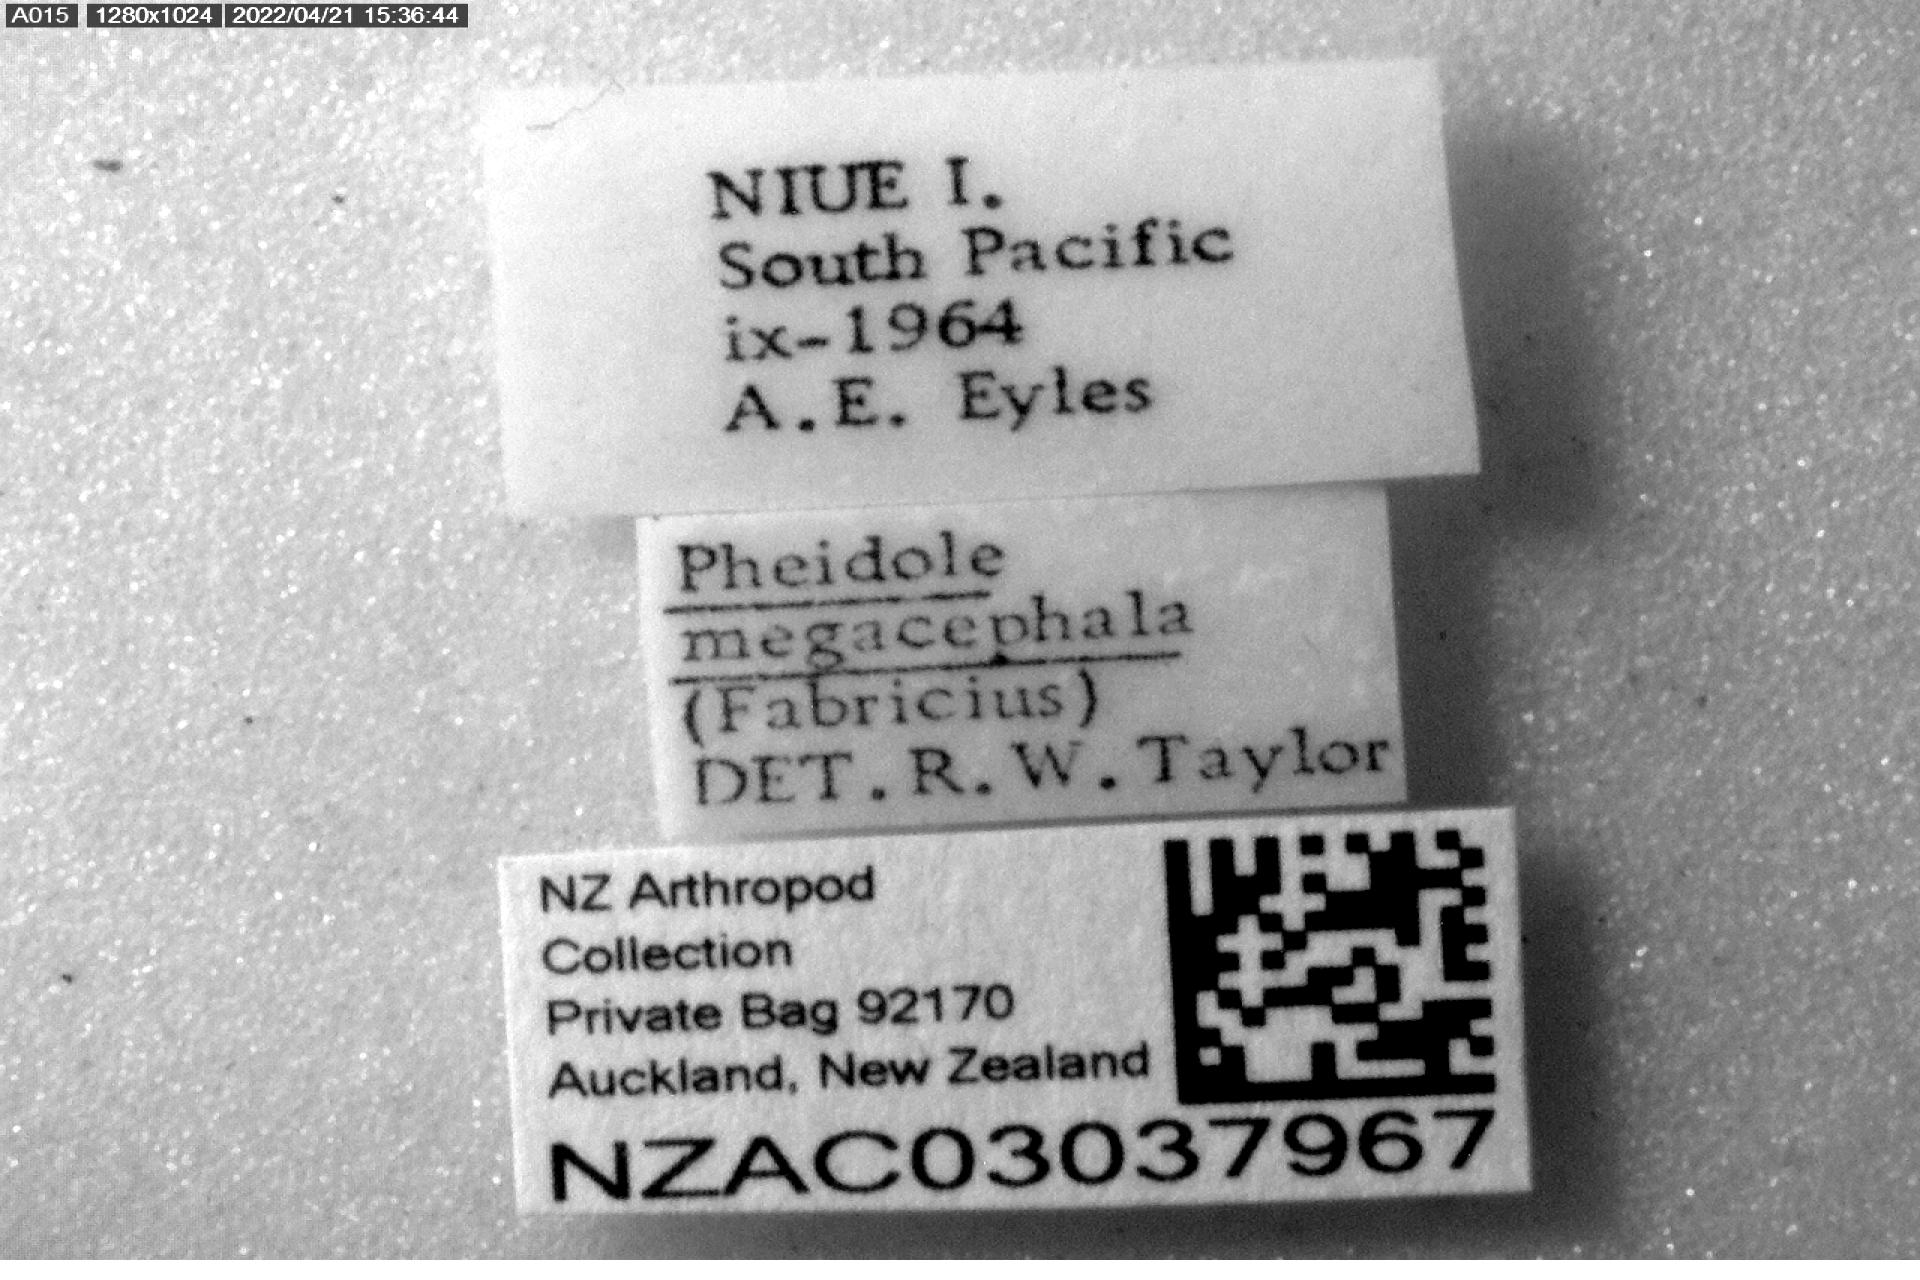 A015 1280x1024 2022/04/21 15:36:44
NIUE I.
South Pacific
ix-1964
A.E. Eyles
Pheidole
megacephala
(Fabricius)
DET.R.W.Taylor
NZ Arthropod
Collection
Private Bag 92170
Auckland, New Zealand
NZAC03037967